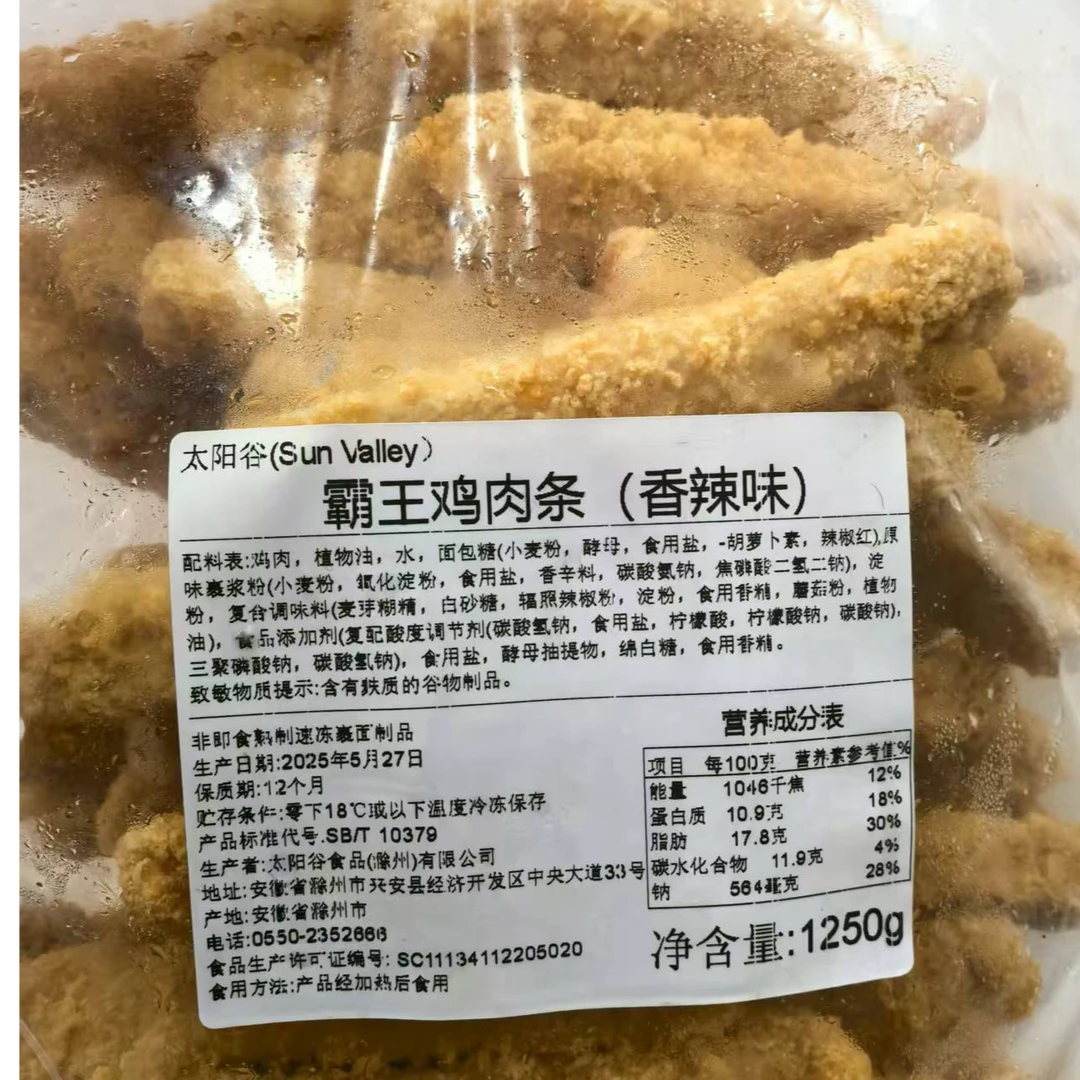 太阳谷(Sun Valley）
霸王鸡肉条（香辣味）
配料表:鸡肉，植物油，水，面包糖(小麦粉，酵母，食用盐，-胡萝卜素，辣椒红),原
味裹浆粉(小麦粉，氧化淀粉，食用盐，香辛料，碳酸氢钠，焦磷酸二氢二钠)，淀
粉，复合调味料(麦芽糊精，白砂糖，辐照辣椒粉，淀粉，食用香精，蘑菇粉，植物
油)，食品添加剂(复配酸度调节剂(碳酸氢钠，食用盐，柠檬酸，柠檬酸钠，碳酸钠)，
三聚磷酸钠，碳酸氢钠)，食用盐，酵母抽提物，绵白糖，食用香精。
致敏物质提示:含有麸质的谷物制品。
非即食熟制速冻裹面制品
生产日期:2025年5月27日
保质期:12个月
贮存条件:零下18℃或以下温度冷冻保存
产品标准代号:SB/T 10379
生产者:太阳谷食品(滁州)有限公司
地址:安徽省滁州市来安县经济开发区中央大道33号
产地:安徽省滁州市
电话:0550-2352666
食品生产许可证编号: SC11134112205020
食用方法:产品经加热后食用
营养成分表
项目 每100克 营养素参考值%
能量 1046千焦 12%
蛋白质 10.9克 18%
脂肪 17.8克 30%
碳水化合物 11.9克 4%
钠 564毫克 28%
净含量:1250g